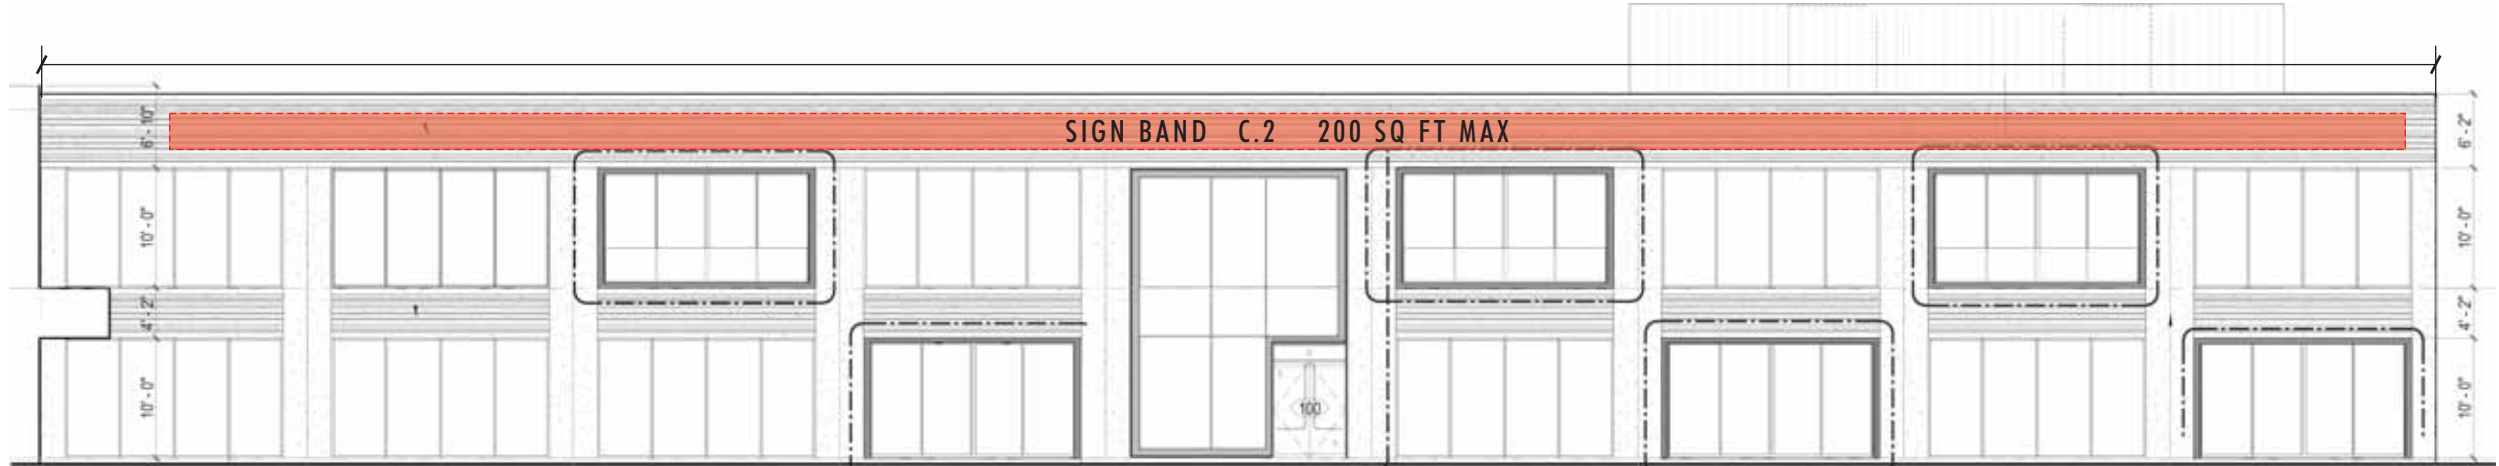 SIGN BAND C.2 200 SQ FT MAX
6' - 10"
10' - 0"
4' - 2"
10' - 0"
100
6' - 2"
10' - 0"
4' - 2"
10' - 0"